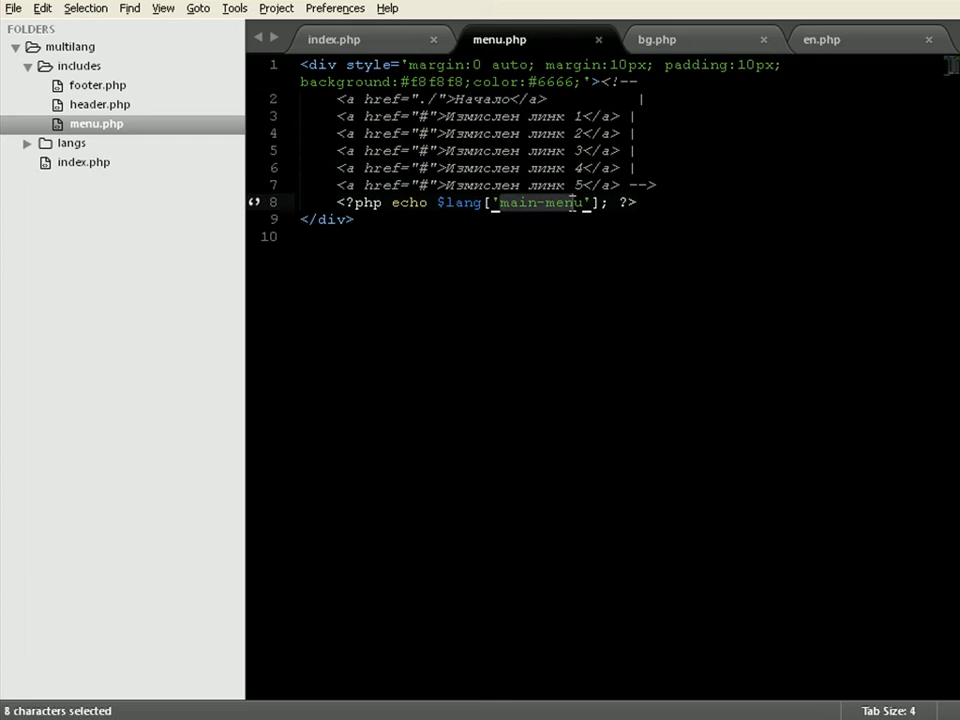 File Edit Selection Find View Goto Tools Project Preferences Help
FOLDERS
multilang
includes
footer.php
header.php
menu.php
langs
index.php
index.php × menu.php × bg.php × en.php ×
1 <div style='margin:0 auto; margin:10px; padding:10px;
background:#f8f8f8;color:#6666;'><!--
2 <a href="./">Начало</a> |
3 <a href="#">Измислен линк 1</a> |
4 <a href="#">Измислен линк 2</a> |
5 <a href="#">Измислен линк 3</a> |
6 <a href="#">Измислен линк 4</a> |
7 <a href="#">Измислен линк 5</a> -->
8 <?php echo $lang['main-menu']; ?>
9 </div>
10
8 characters selected
Tab Size: 4